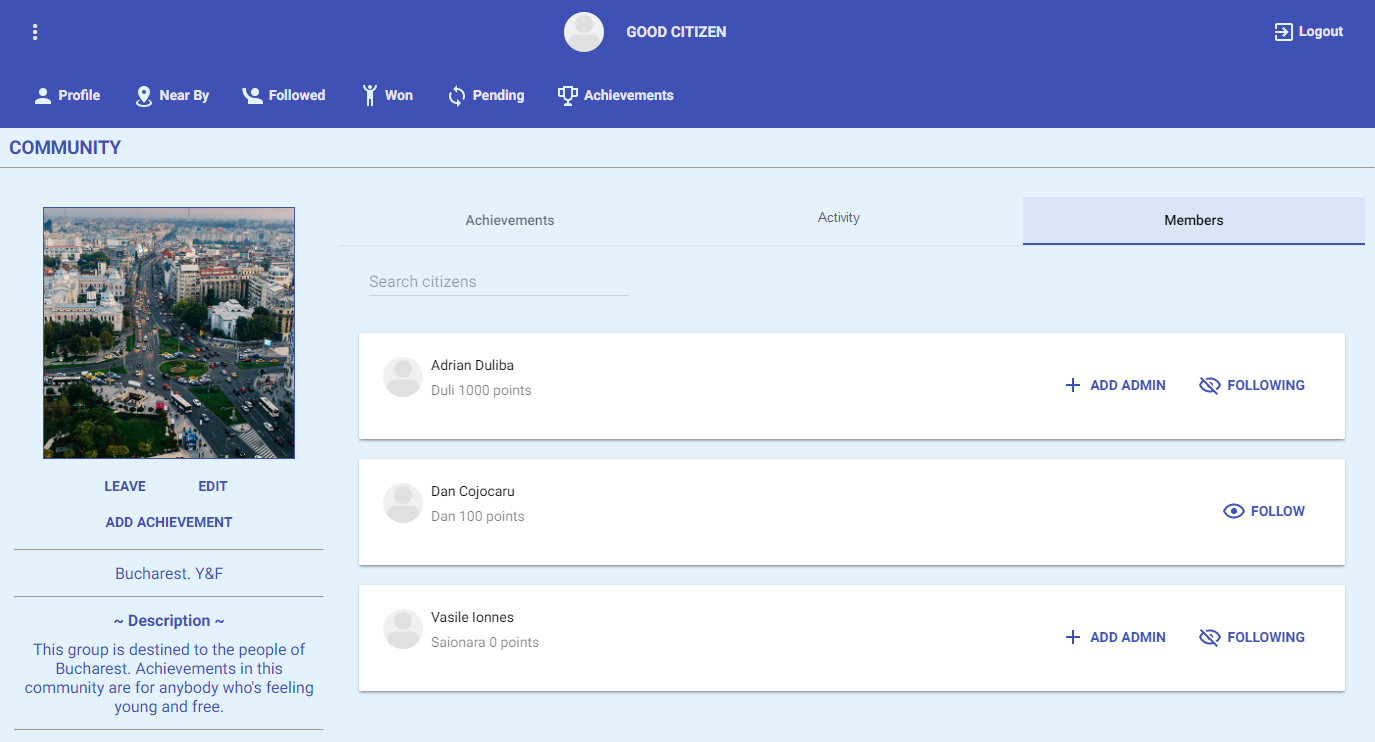 GOOD CITIZEN
Logout
Profile
Near By
Followed
Won
Pending
Achievements
COMMUNITY
LEAVE
EDIT
ADD ACHIEVEMENT
Bucharest. Y&F
~ Description ~
This group is destined to the people of
Bucharest. Achievements in this
community are for anybody who's feeling
young and free.
Achievements
Activity
Members
Search citizens
Adrian Duliba
Duli 1000 points
ADD ADMIN
FOLLOWING
Dan Cojocaru
Dan 100 points
FOLLOW
Vasile Ionnes
Saionara 0 points
ADD ADMIN
FOLLOWING